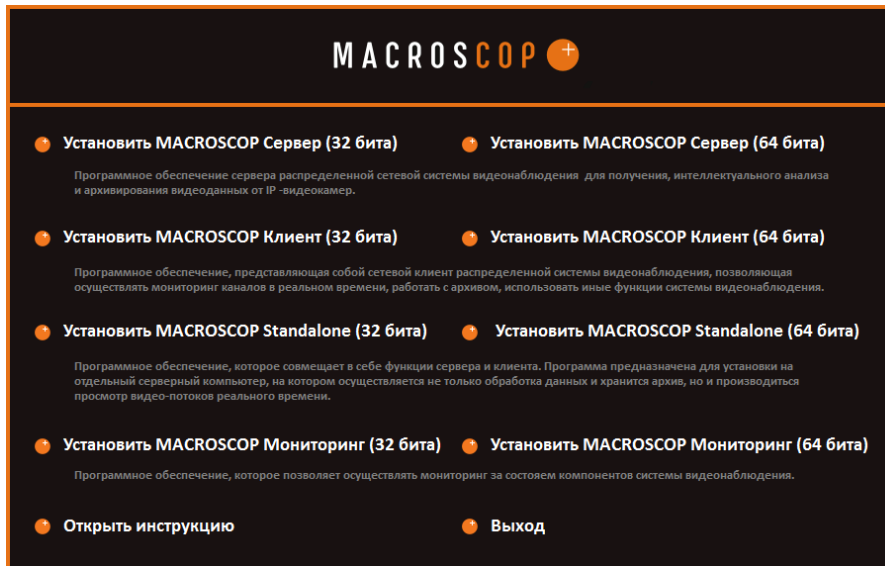 MACROSCOP
Установить MACROSCOP Сервер (32 бита) Установить MACROSCOP Сервер (64 бита)
Программное обеспечение сервера распределенной сетевой системы видеонаблюдения для получения, интеллектуального анализа
и архивирования видеоданных от IP -видеокамер.
Установить MACROSCOP Клиент (32 бита) Установить MACROSCOP Клиент (64 бита)
Программное обеспечение, представляющая собой сетевой клиент распределенной системы видеонаблюдения, позволяющая
осуществлять мониторинг каналов в реальном времени, работать с архивом, использовать иные функции системы видеонаблюдения.
Установить MACROSCOP Standalone (32 бита) Установить MACROSCOP Standalone (64 бита)
Программное обеспечение, которое совмещает в себе функции сервера и клиента. Программа предназначена для установки на
отдельный серверный компьютер, на котором осуществляется не только обработка данных и хранится архив, но и производиться
просмотр видео-потоков реального времени.
Установить MACROSCOP Мониторинг (32 бита) Установить MACROSCOP Мониторинг (64 бита)
Программное обеспечение, которое позволяет осуществлять мониторинг за состояем компонентов системы видеонаблюдения.
Открыть инструкцию Выход